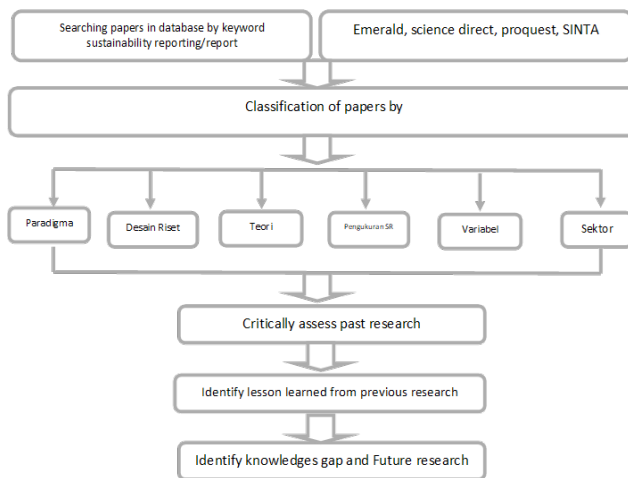 Searching papers in database by keyword
sustainability reporting/report
Emerald, science direct, proquest, SINTA
Classification of papers by
Paradigma
Desain Riset
Teori
Pengukuran SR
Variabel
Sektor
Critically assess past research
Identify lesson learned from previous research
Identify knowledges gap and Future research